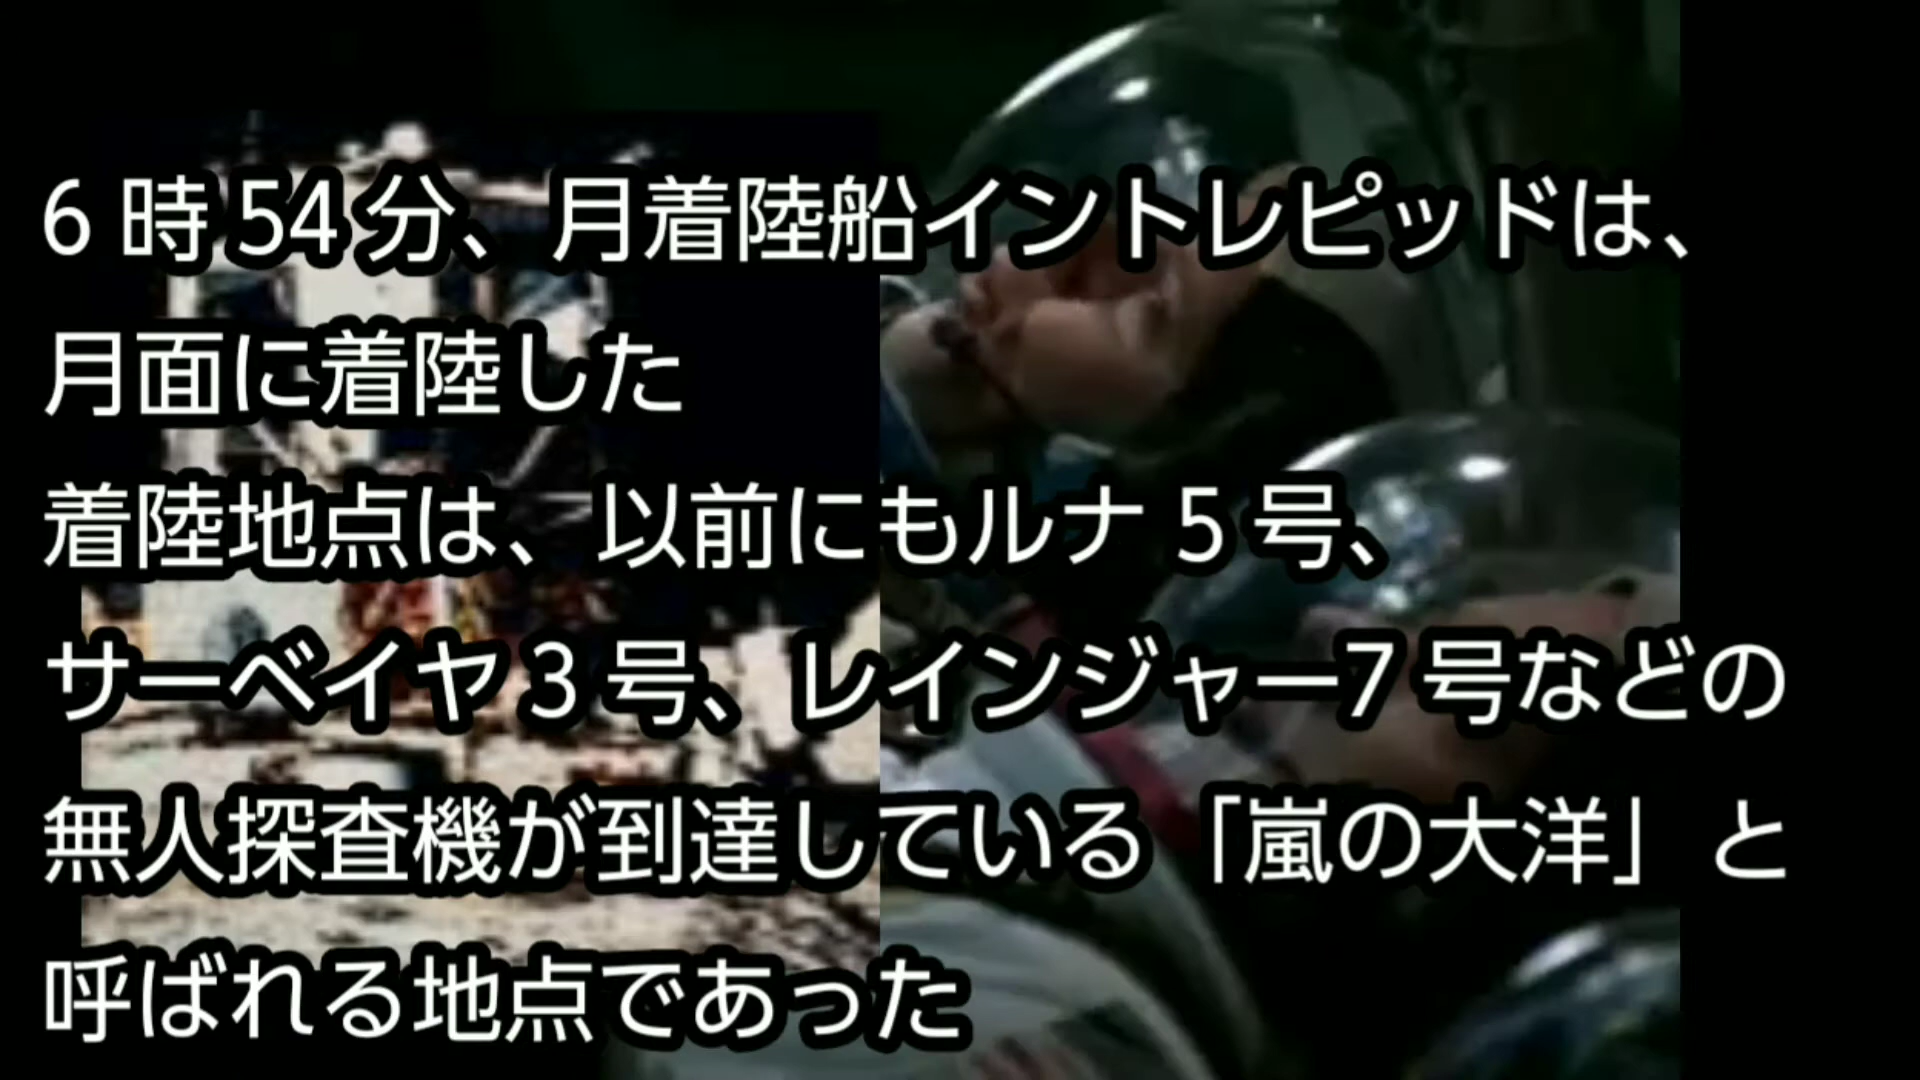 6時54分、月着陸船イントレピッドは、
月面に着陸した
着陸地点は、以前にもルナ5号、
サーベイヤ3号、レインジャー7号などの
無人探査機が到達している「嵐の大洋」と
呼ばれる地点であった